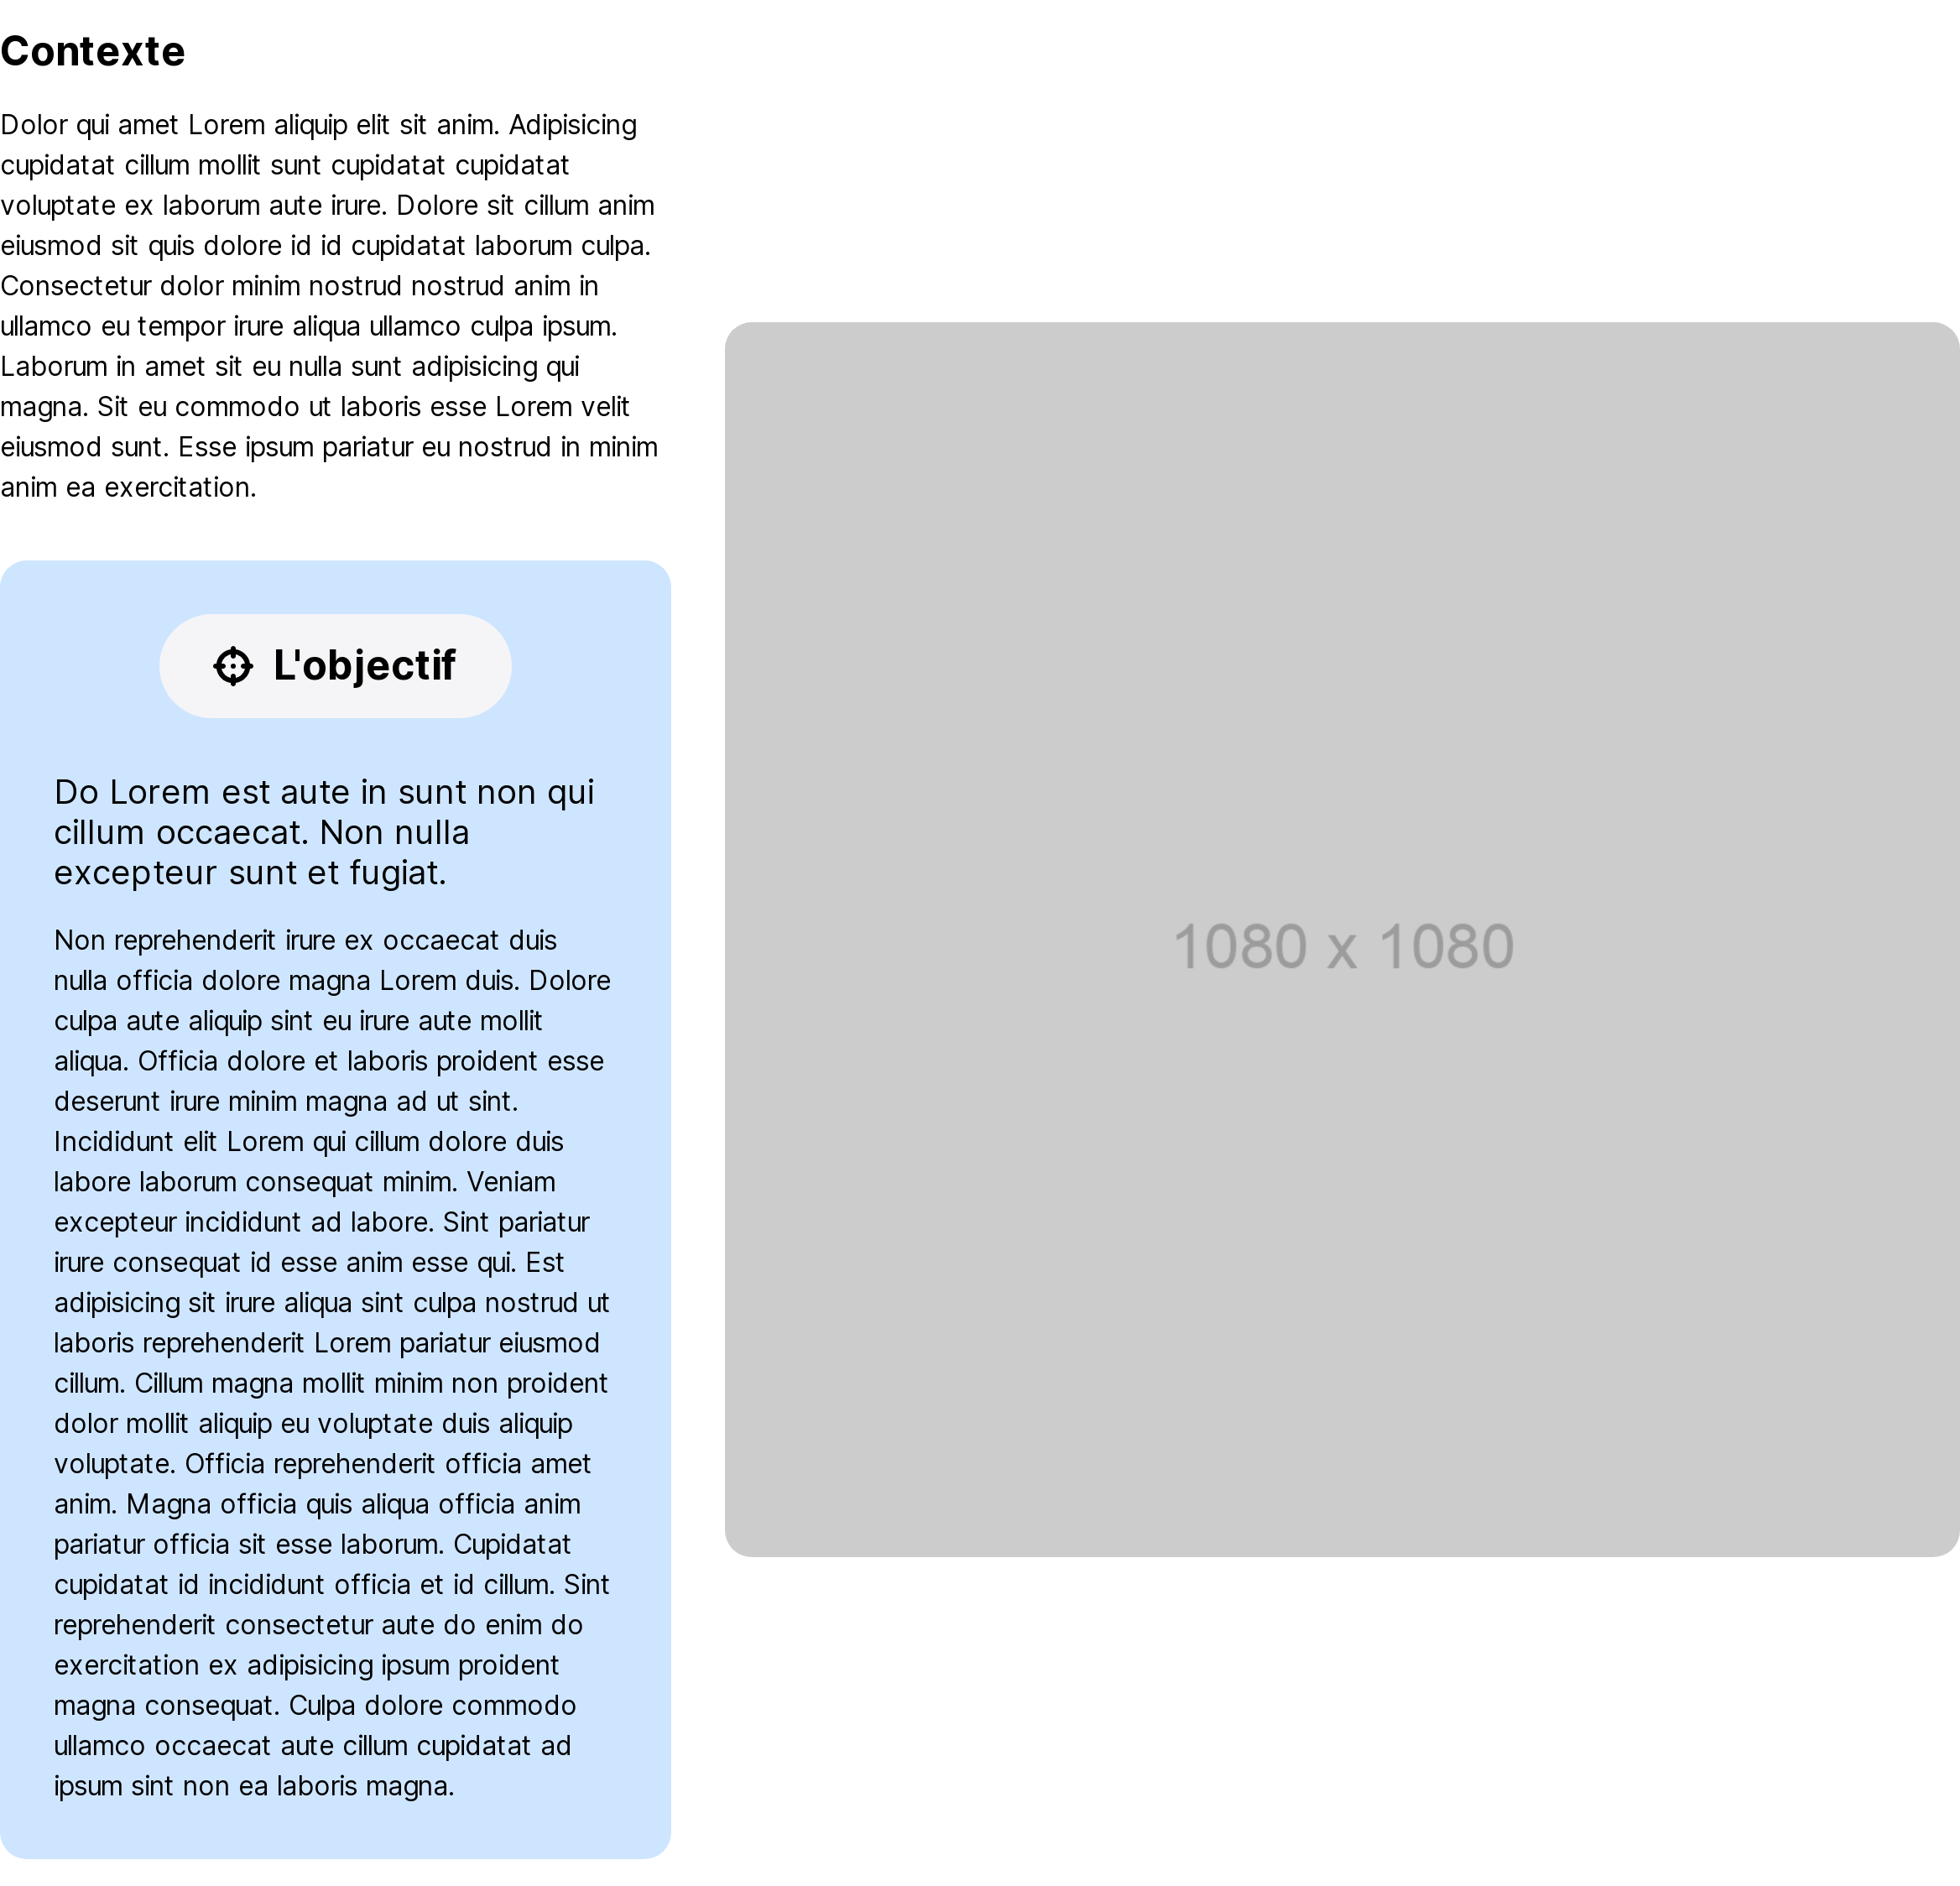 Contexte
Dolor qui amet Lorem aliquip elit sit anim. Adipisicing
cupidatat cillum mollit sunt cupidatat cupidatat
voluptate ex laborum aute irure. Dolore sit cillum anim
eiusmod sit quis dolore id id cupidatat laborum culpa.
Consectetur dolor minim nostrud nostrud anim in
ullamco eu tempor irure aliqua ullamco culpa ipsum.
Laborum in amet sit eu nulla sunt adipisicing qui
magna. Sit eu commodo ut laboris esse Lorem velit
eiusmod sunt. Esse ipsum pariatur eu nostrud in minim
anim ea exercitation.
L'objectif
Do Lorem est aute in sunt non qui
cillum occaecat. Non nulla
excepteur sunt et fugiat.
Non reprehenderit irure ex occaecat duis
nulla officia dolore magna Lorem duis. Dolore
culpa aute aliquip sint eu irure aute mollit
aliqua. Officia dolore et laboris proident esse
deserunt irure minim magna ad ut sint.
Incididunt elit Lorem qui cillum dolore duis
labore laborum consequat minim. Veniam
excepteur incididunt ad labore. Sint pariatur
irure consequat id esse anim esse qui. Est
adipisicing sit irure aliqua sint culpa nostrud ut
laboris reprehenderit Lorem pariatur eiusmod
cillum. Cillum magna mollit minim non proident
dolor mollit aliquip eu voluptate duis aliquip
voluptate. Officia reprehenderit officia amet
anim. Magna officia quis aliqua officia anim
pariatur officia sit esse laborum. Cupidatat
cupidatat id incididunt officia et id cillum. Sint
reprehenderit consectetur aute do enim do
exercitation ex adipisicing ipsum proident
magna consequat. Culpa dolore commodo
ullamco occaecat aute cillum cupidatat ad
ipsum sint non ea laboris magna.
1080 x 1080